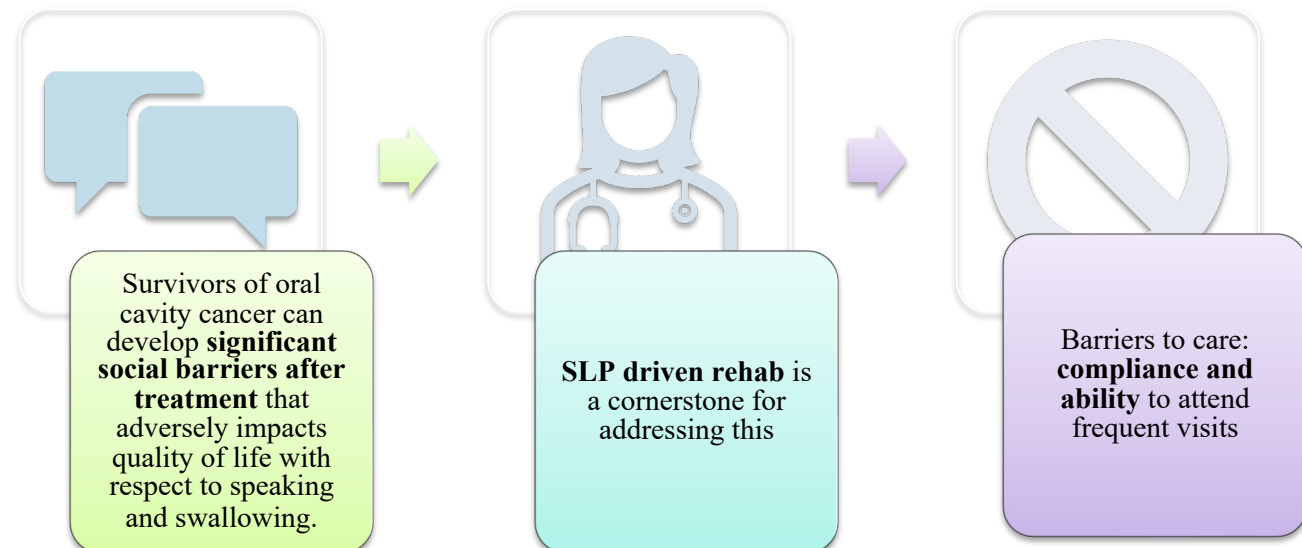 Survivors of oral
cavity cancer can
develop significant
social barriers after
treatment that
adversely impacts
quality of life with
respect to speaking
and swallowing.
SLP driven rehab is
a cornerstone for
addressing this
Barriers to care:
compliance and
ability to attend
frequent visits